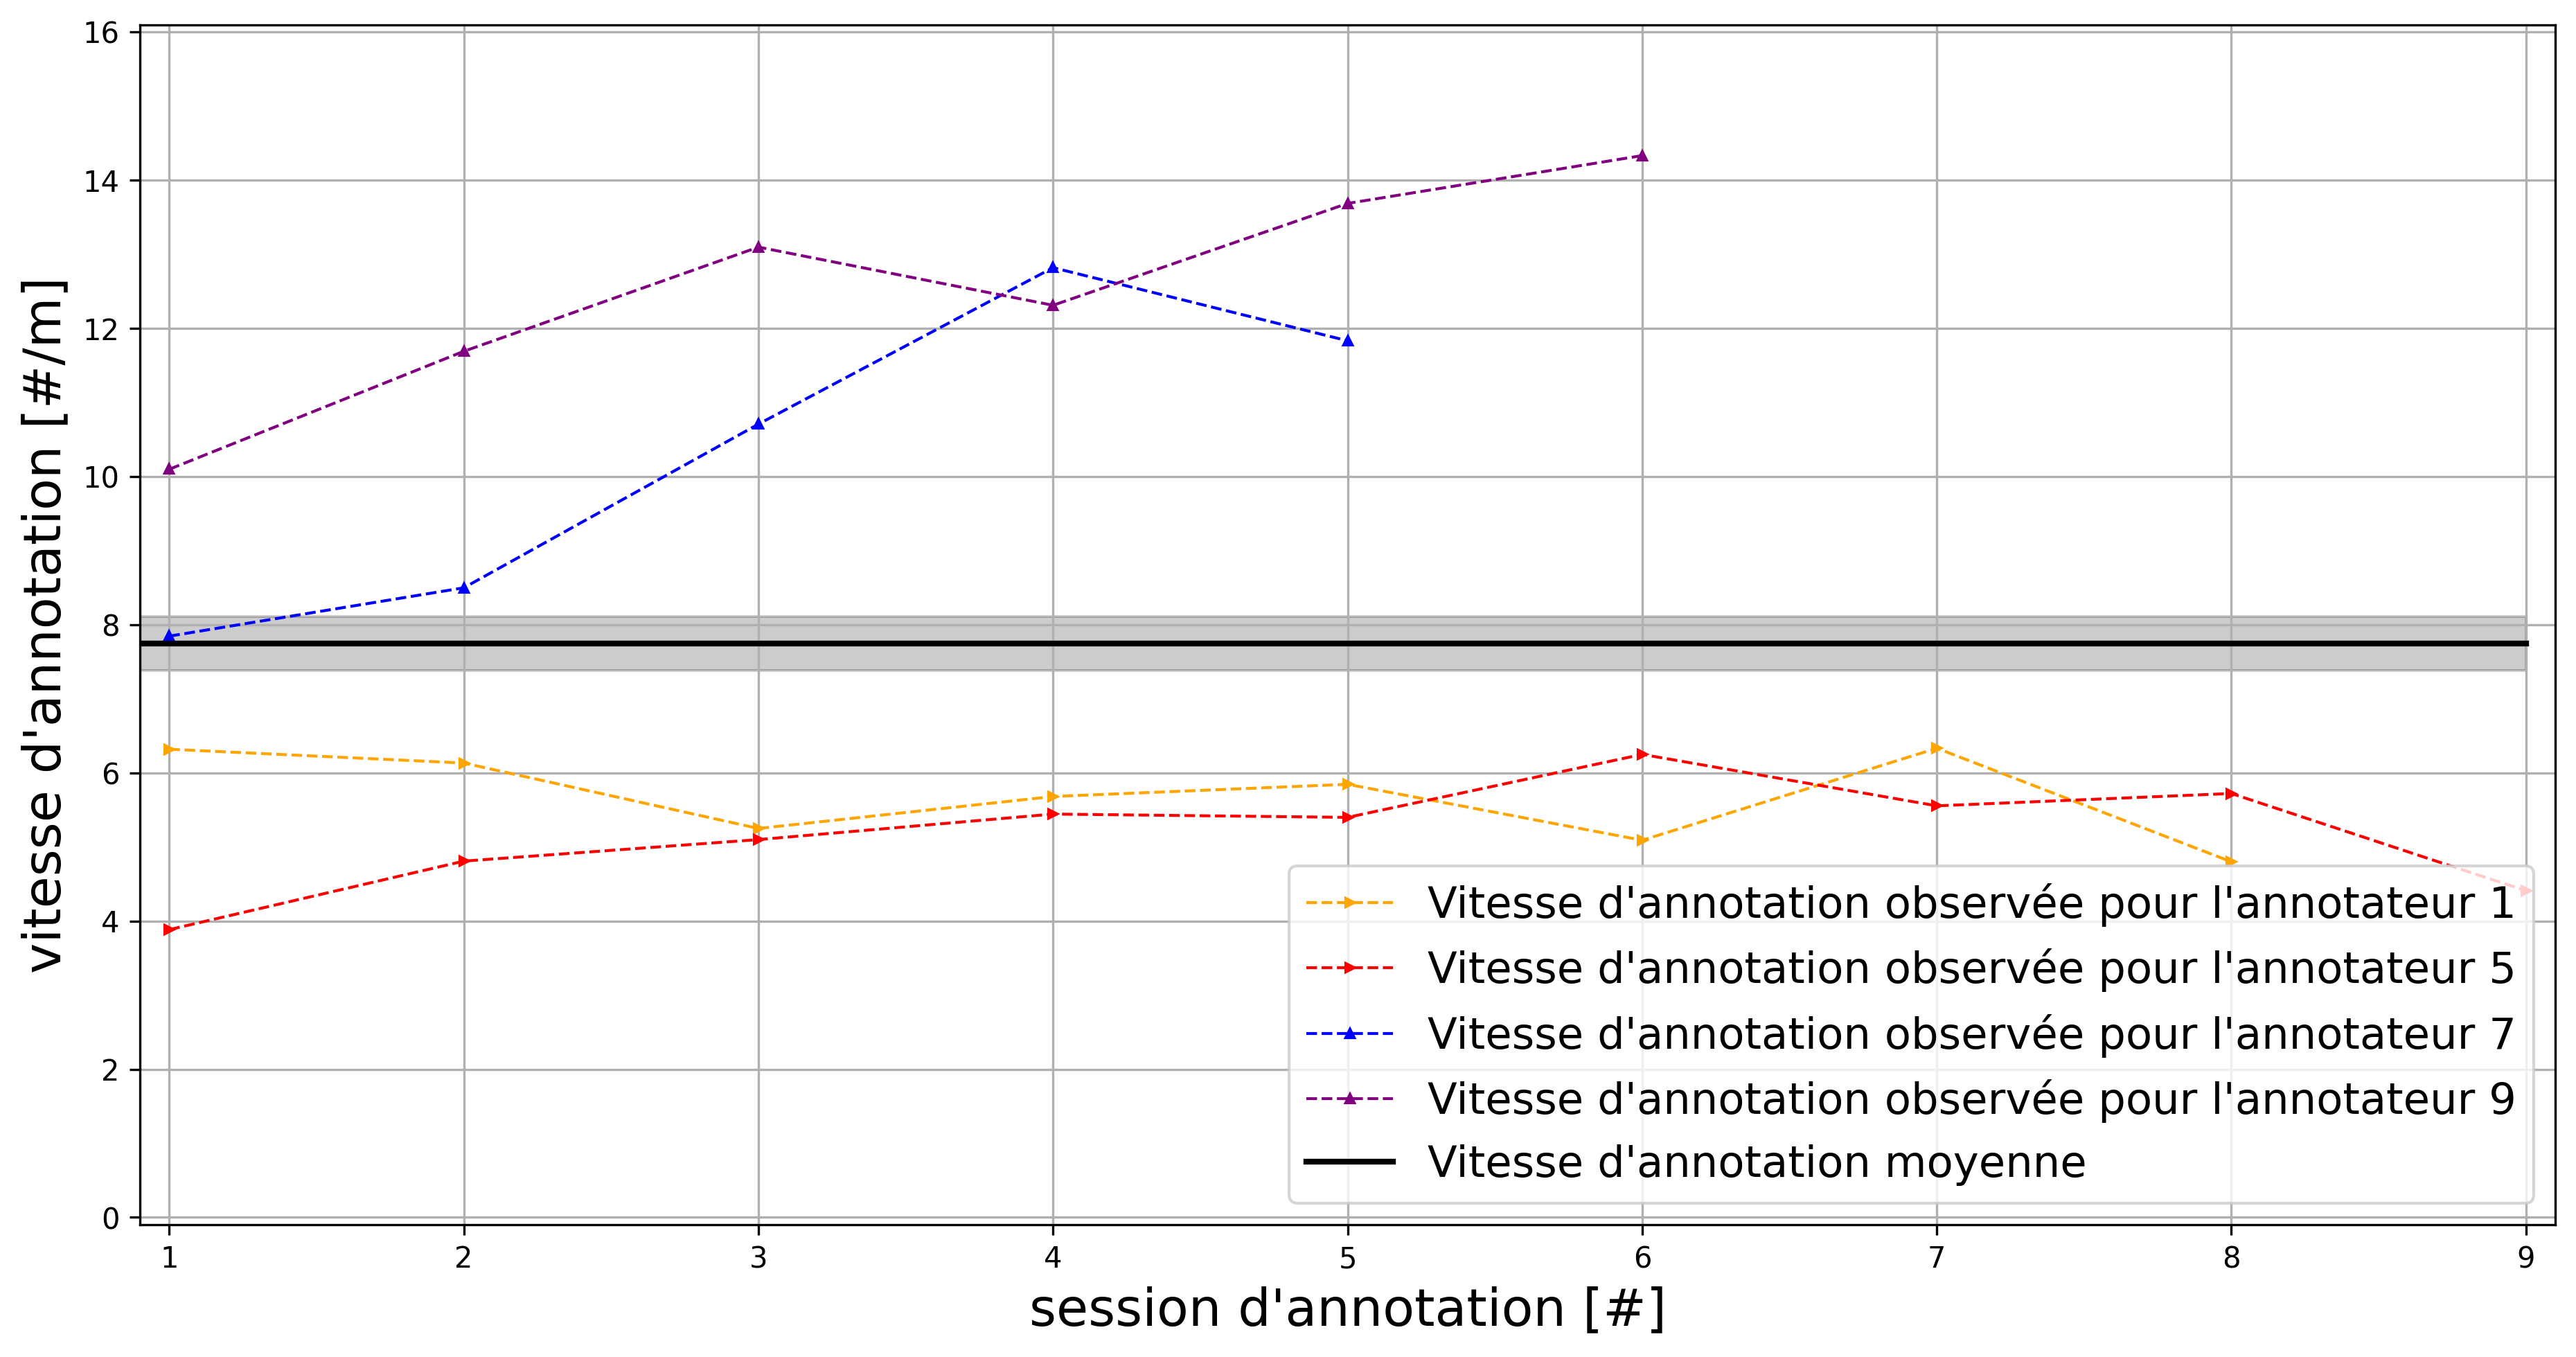 16
14
12
10
8
6
4
2
0
vitesse d'annotation [#/m]
Vitesse d'annotation observée pour l'annotateur 1
Vitesse d'annotation observée pour l'annotateur 5
Vitesse d'annotation observée pour l'annotateur 7
Vitesse d'annotation observée pour l'annotateur 9
Vitesse d'annotation moyenne
1 2 3 4 5 6 7 8 9
session d'annotation [#]